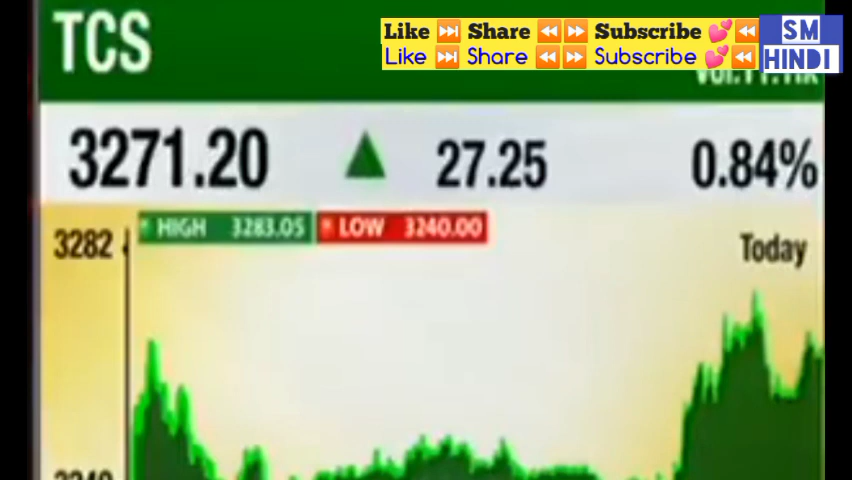 TCS
Like ⏭ Share ⏪ ⏩ Subscribe 💕 ⏪
Like ⏭ Share ⏪ ⏩ Subscribe 💕 ⏪
SM
HINDI
3271.20 ▲ 27.25 0.84%
HIGH 3283.05 LOW 3240.00
3282
Today